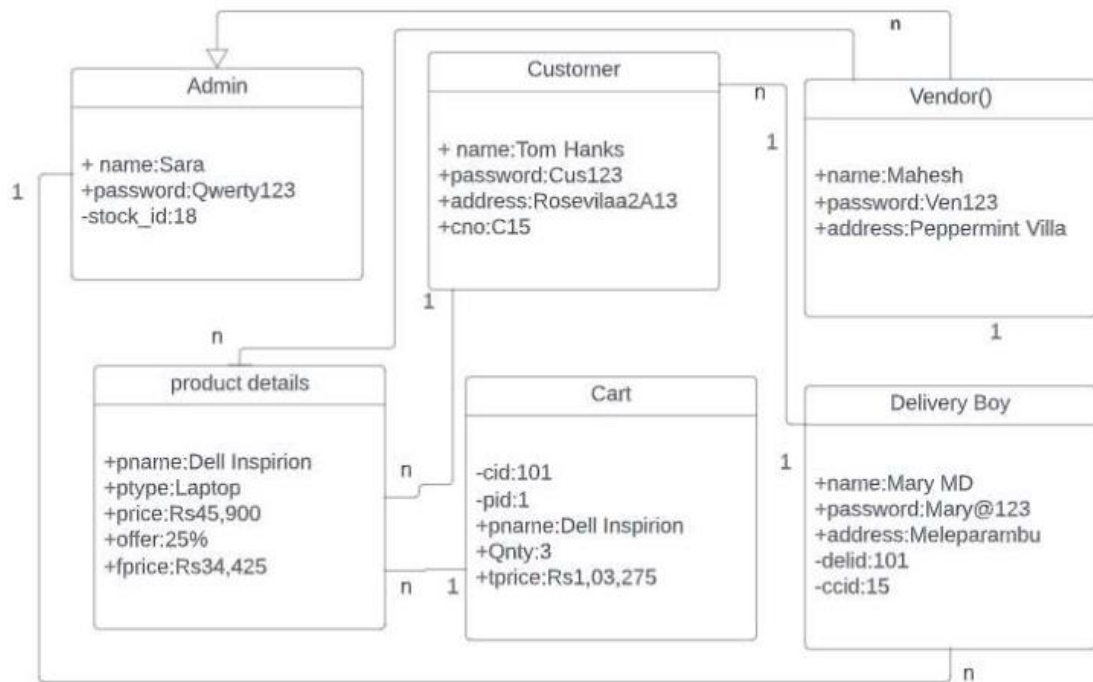 n
Admin
+ name:Sara
+password:Qwerty123
-stock_id:18
1
Customer
+ name:Tom Hanks
+password:Cus123
+address:Rosevilaa2A13
+cno:C15
n
1
1
Vendor()
+name:Mahesh
+password:Ven123
+address:Peppermint Villa
1
n
product details
+pname:Dell Inspirion
+ptype:Laptop
+price:Rs45,900
+offer:25%
+fprice:Rs34,425
n
n
1
Cart
-cid:101
-pid:1
+pname:Dell Inspirion
+Qnty:3
+tprice:Rs1,03,275
1
Delivery Boy
+name:Mary MD
+password:Mary@123
+address:Meleparambu
-delid:101
-ccid:15
n